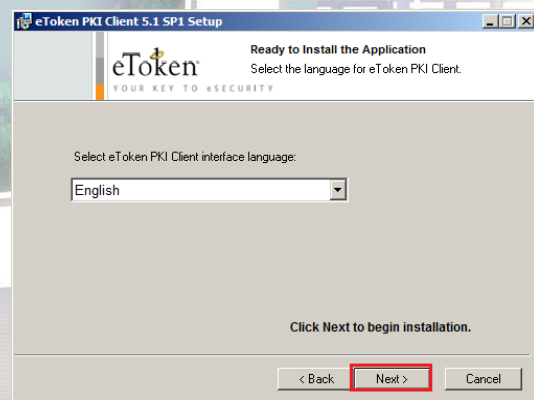 eToken PKI Client 5.1 SP1 Setup
eToken
YOUR KEY TO eSECURITY
Ready to Install the Application
Select the language for eToken PKI Client.
Select eToken PKI Client interface language:
English
Click Next to begin installation.
< Back
Next >
Cancel